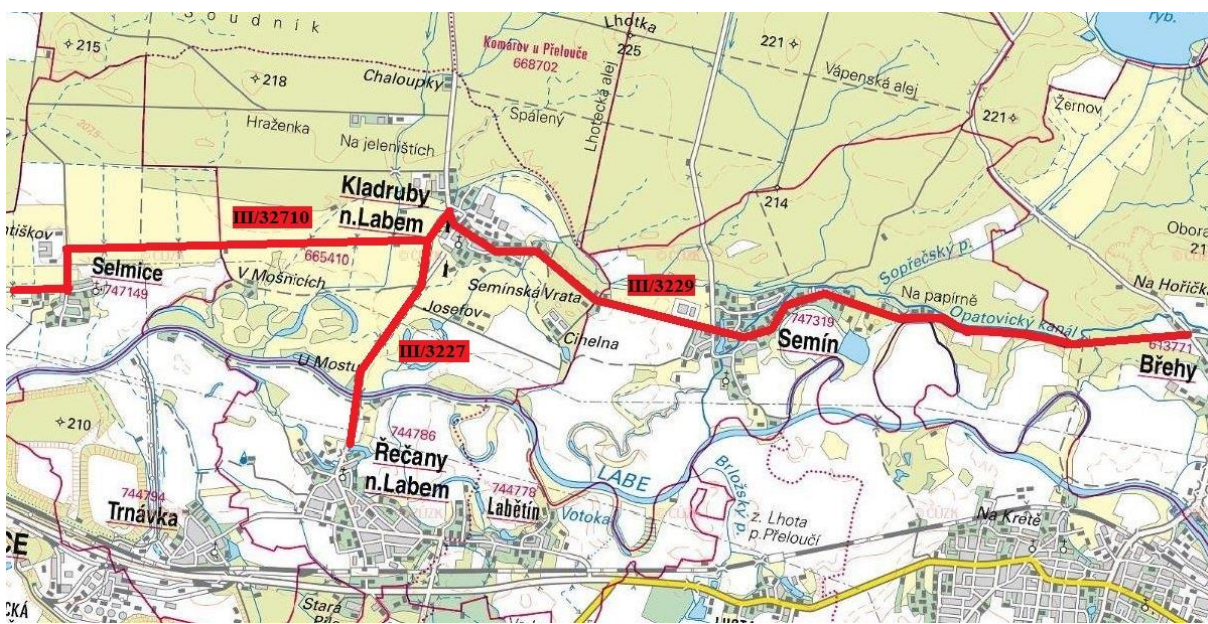 Soudník
215
218
Chaloupky
Komárov u Přelouče
668702
Lhotka
225
221
ryb.
Vápenská alej
Lhotecká alej
Spálený
Hraženka
Na jeleništích
Žernov
221
214
Kladruby
n.Labem
III/32710
665410
Selmice
747149
V Mošnicích
Josefov
Semínská Vrata
Cihelna
III/3229
III/3227
U Mostu
Sopřečský p.
Na papírně
Opatovický kanál
Na Hoříčká
747319
Semín
613771
Břehy
210
744786
Řečany
n.Labem
744794
Trnávka
744778
Labětín
Votoka
LABE
Brložský p.
z. Lhota
p.Přeloučí
Na Krétě
©ČÚZK
Stará